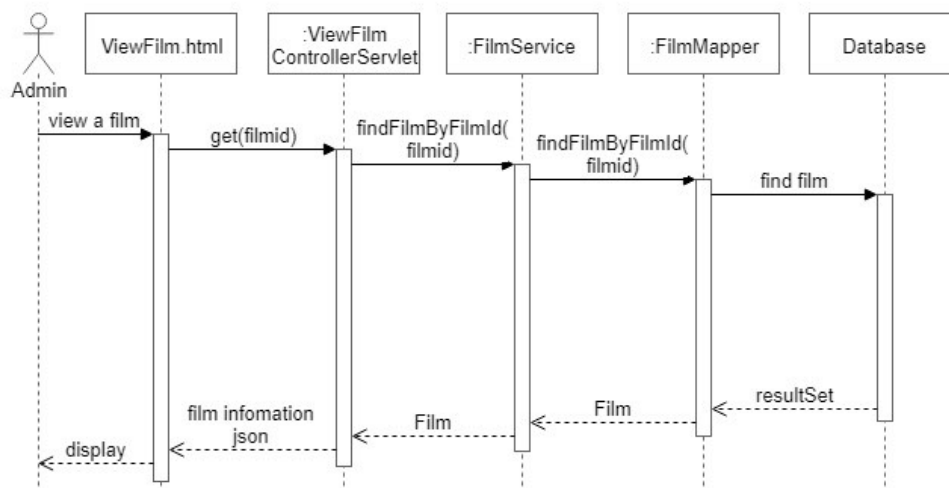 ViewFilm.html
:ViewFilm
ControllerServlet
:FilmService
:FilmMapper
Database
Admin
view a film
get(filmid)
findFilmByFilmId(
filmid)
findFilmByFilmId(
filmid)
find film
resultSet
Film
Film
film infomation
json
display